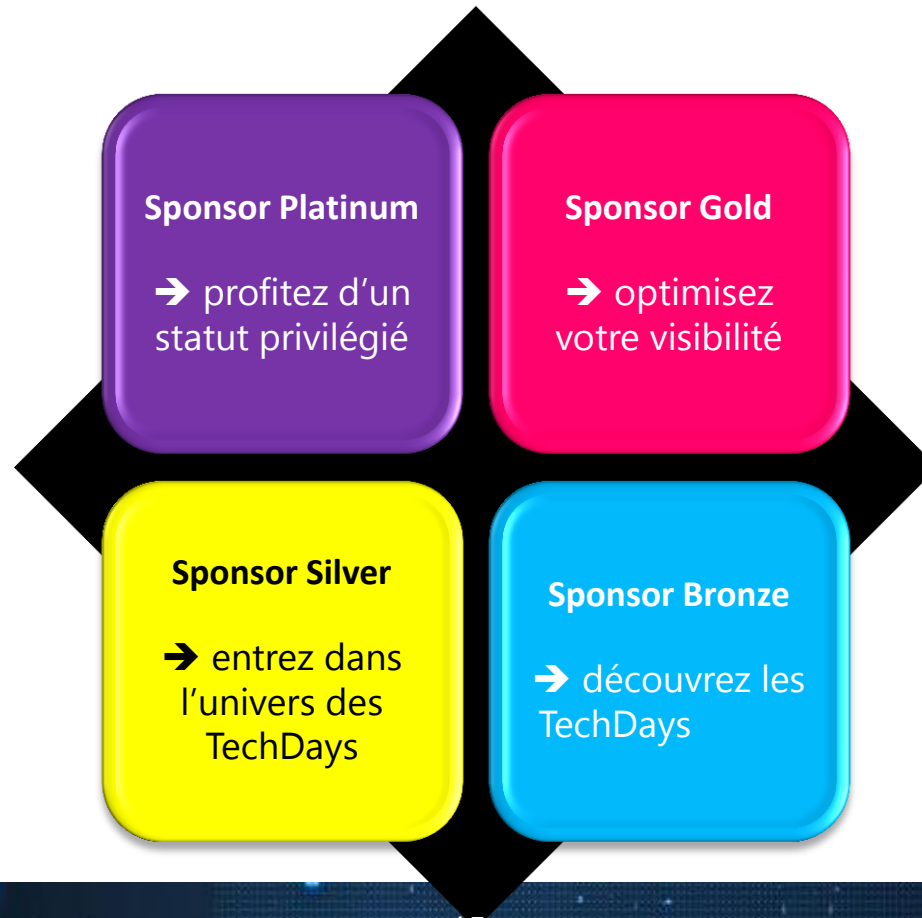 Sponsor Platinum
➔ profitez d’un
statut privilégié
Sponsor Gold
➔ optimisez
votre visibilité
Sponsor Silver
➔ entrez dans
l’univers des
TechDays
Sponsor Bronze
➔ découvrez les
TechDays